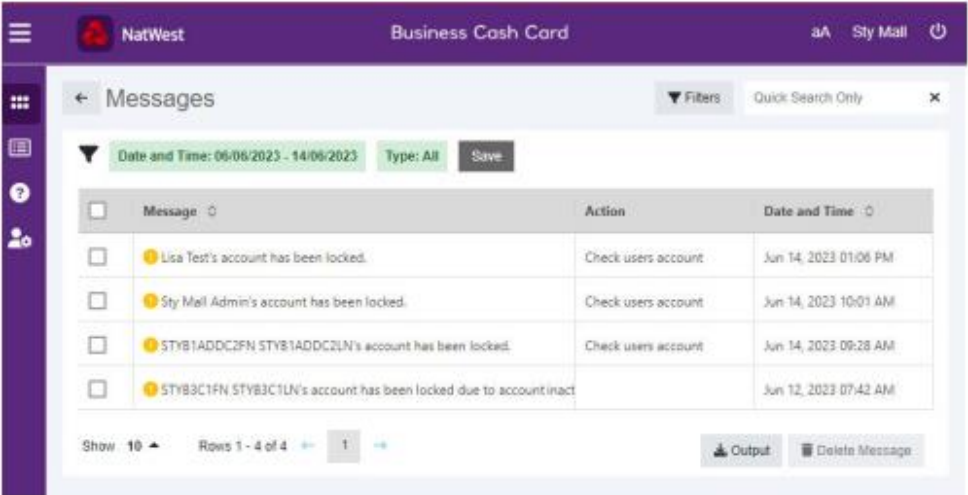 NatWest Business Cash Card aA Sty Mall
Messages Filters Quick Search Only
Date and Time: 06/06/2023 - 14/06/2023 Type: All Save
Message Action Date and Time
Lisa Test's account has been locked. Check users account Jun 14, 2023 01:06 PM
Sty Mall Admin's account has been locked. Check users account Jun 14, 2023 10:01 AM
STYB1ADDC2FN STYB1ADDC2LN's account has been locked. Check users account Jun 14, 2023 09:28 AM
STYB3C1FN STYB3C1LN's account has been locked due to account inact Jun 12, 2023 07:42 AM
Show 10 Rows 1 - 4 of 4 1 Output Delete Message